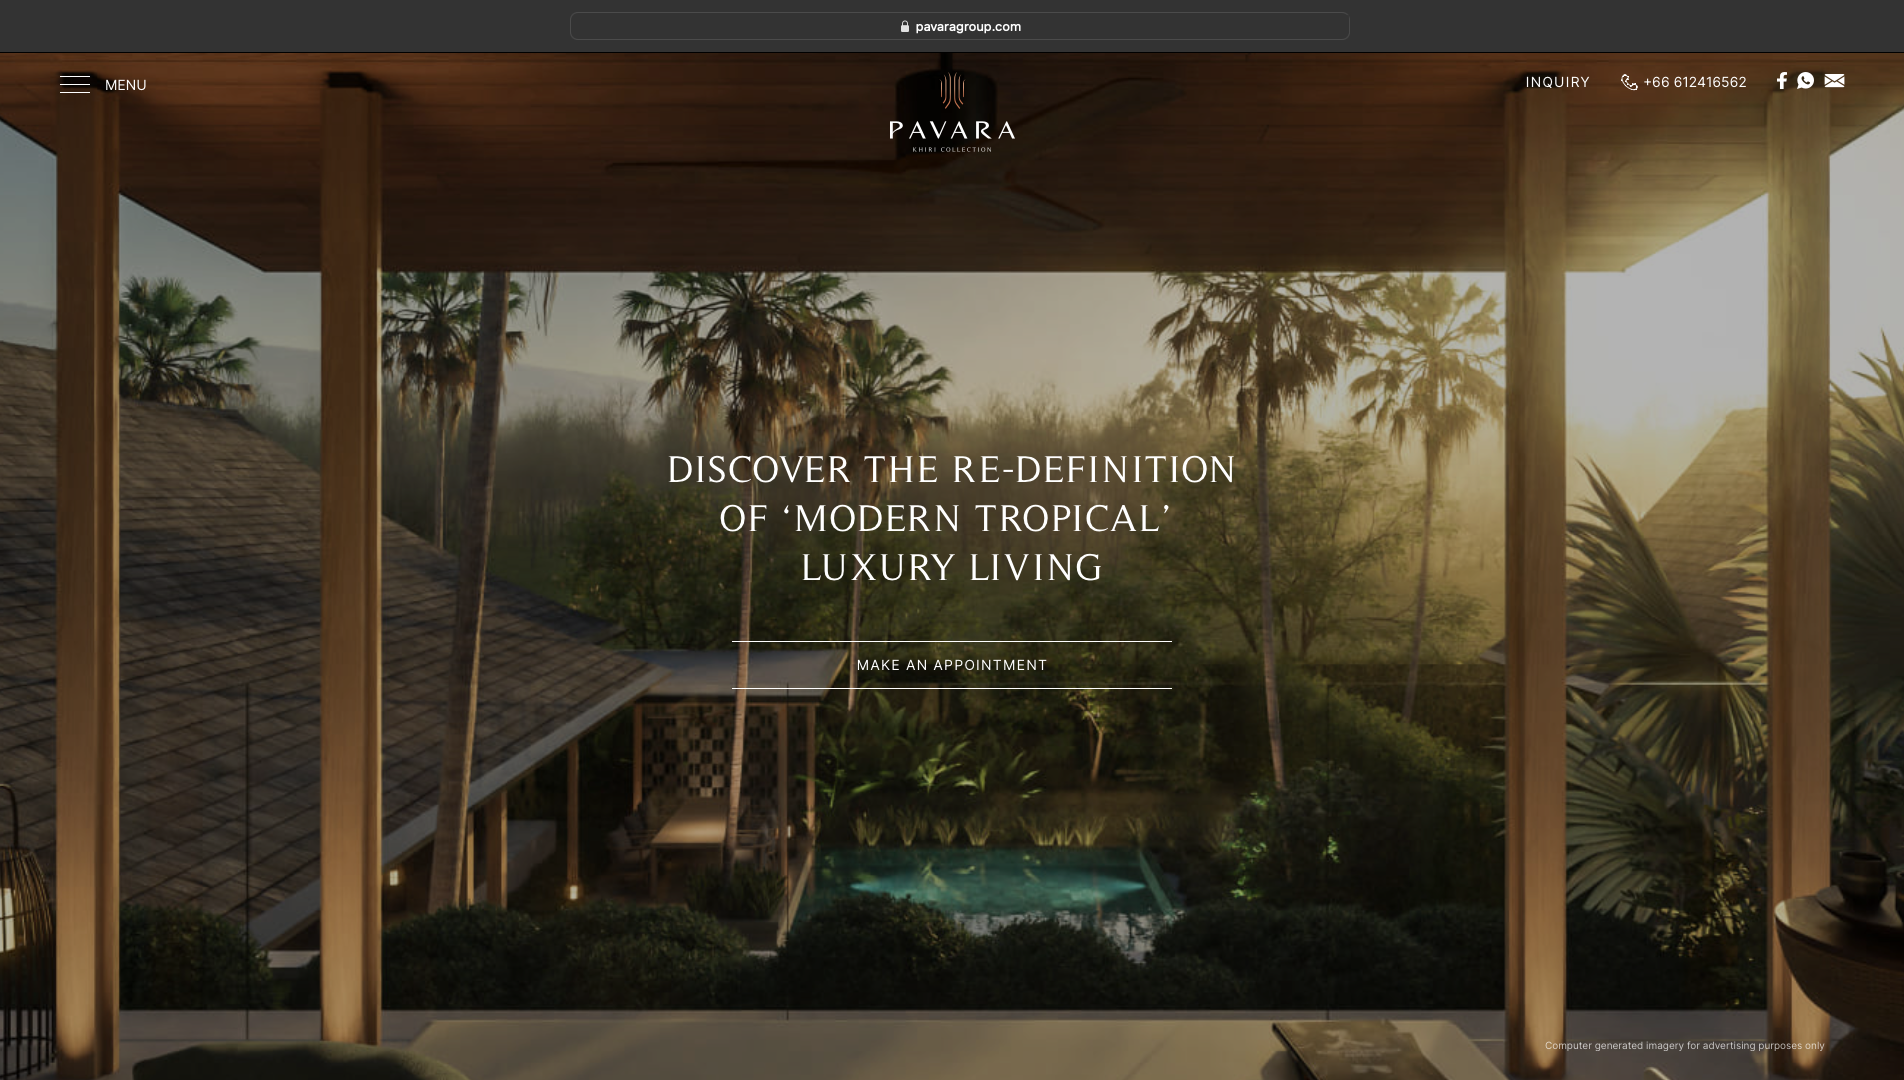 pavaragroup.com
MENU
PAVARA
KHIRI COLLECTION
INQUIRY
+66 612416562
DISCOVER THE RE-DEFINITION
OF ‘MODERN TROPICAL’
LUXURY LIVING
MAKE AN APPOINTMENT
Computer generated imagery for advertising purposes only